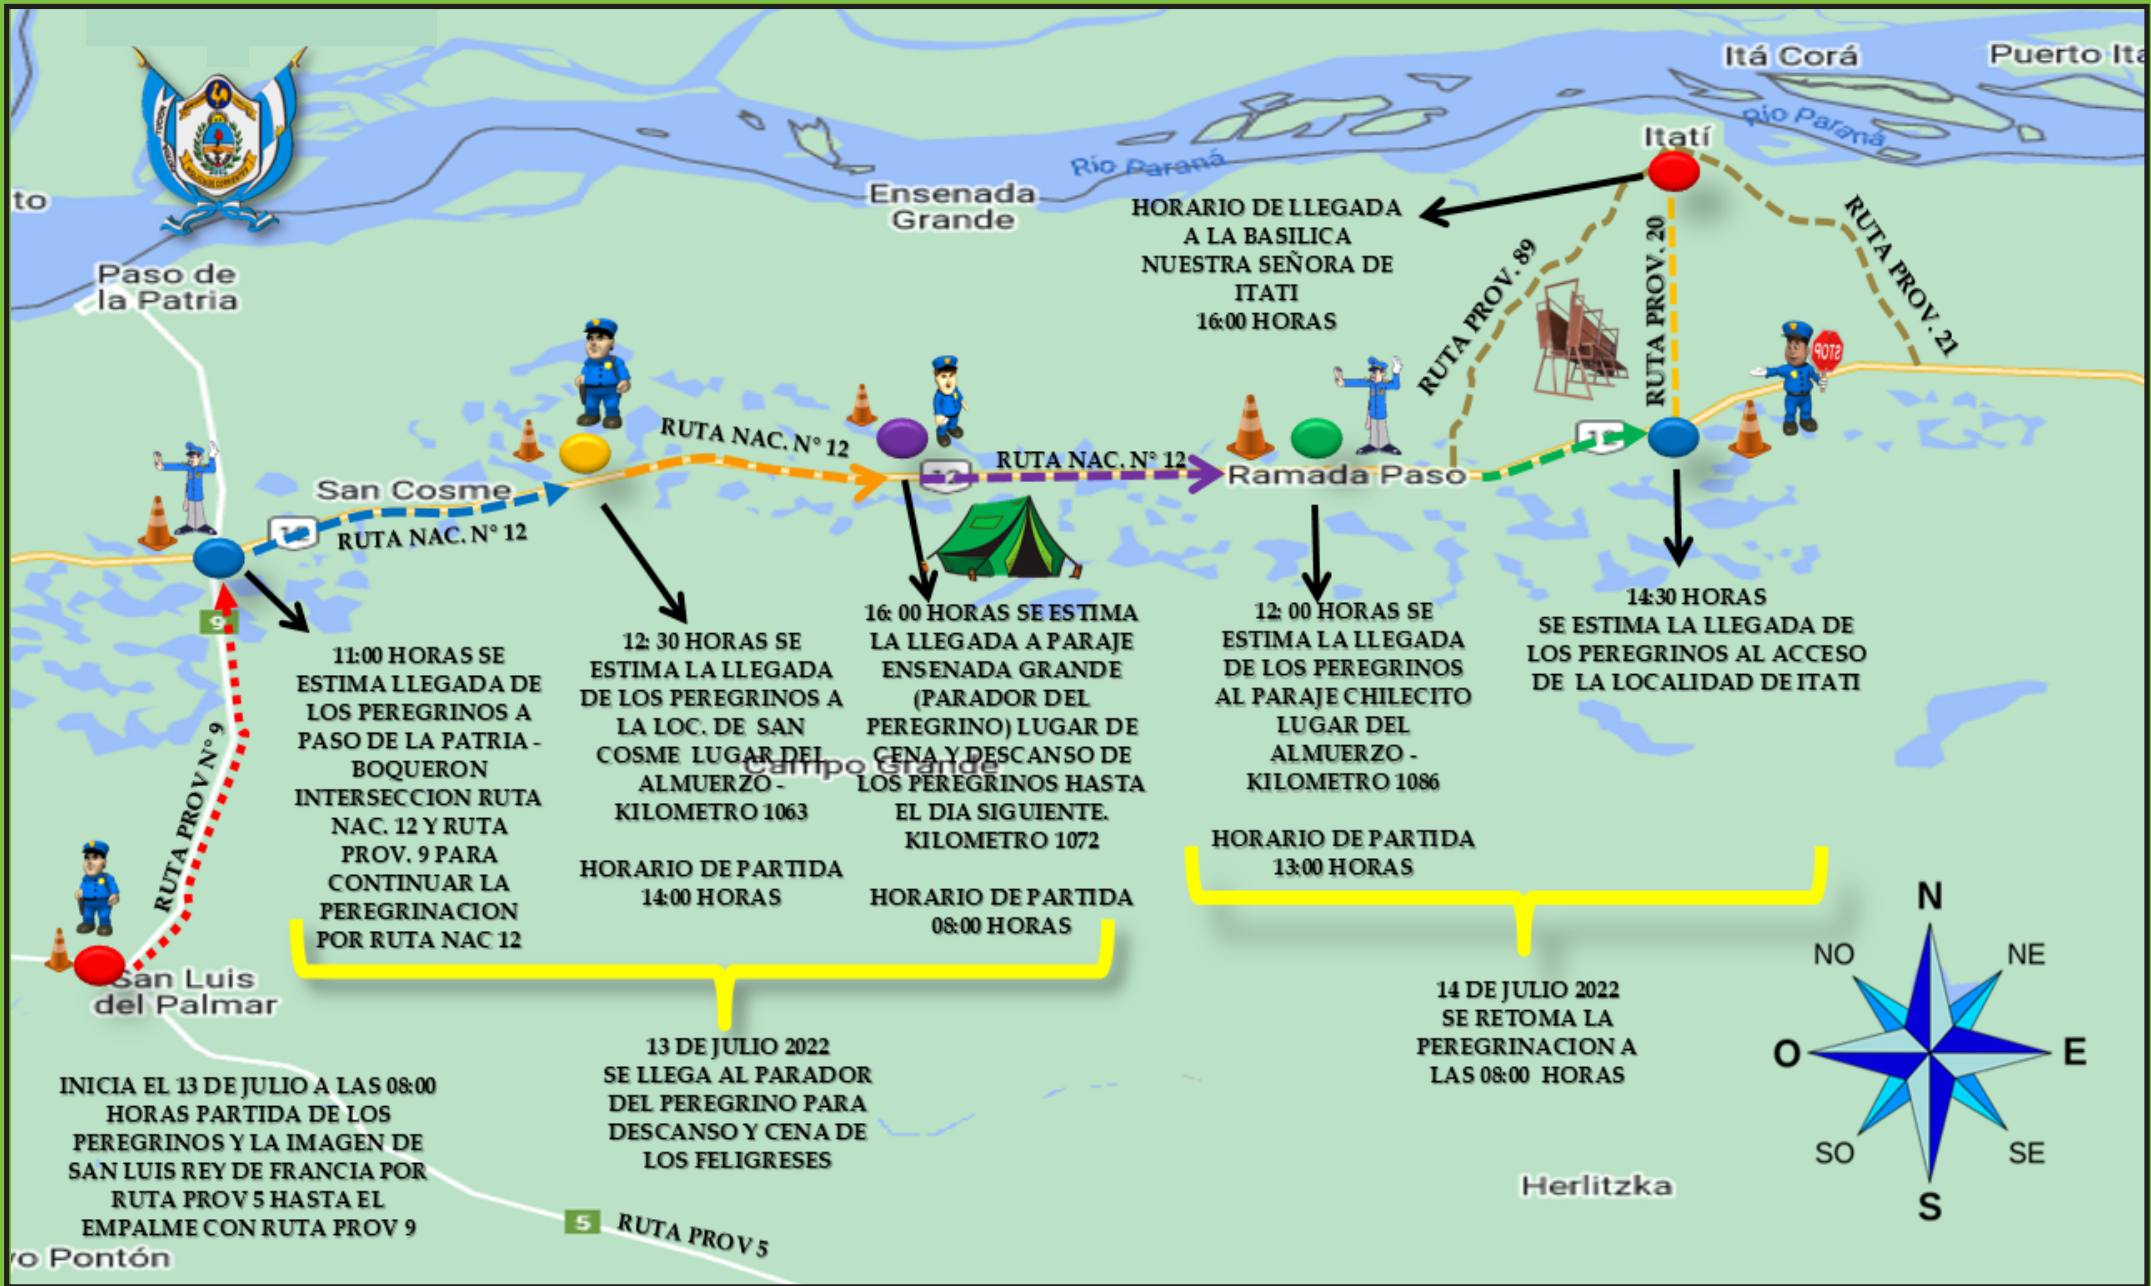 Itá Corá
Puerto Ita
Río Paraná
Itatí
Río Paraná
Ensenada
Grande
to
Paso de
la Patria
HORARIO DE LLEGADA
A LA BASILICA
NUESTRA SEÑORA DE
ITATI
16:00 HORAS
RUTA PROV. 89
RUTA PROV. 20
RUTA PROV. 21
STOP
RUTA NAC. N° 12
12
RUTA NAC. N° 12
12
Ramada Paso
San Cosme
12
RUTA NAC. N° 12
9
RUTA PROV N° 9
11:00 HORAS SE
ESTIMA LLEGADA DE
LOS PEREGRINOS A
PASO DE LA PATRIA -
BOQUERON
INTERSECCION RUTA
NAC. 12 Y RUTA
PROV. 9 PARA
CONTINUAR LA
PEREGRINACION
POR RUTA NAC 12
12: 30 HORAS SE
ESTIMA LA LLEGADA
DE LOS PEREGRINOS A
LA LOC. DE SAN
COSME LUGAR DEL
ALMUERZO -
KILOMETRO 1063
HORARIO DE PARTIDA
14:00 HORAS
Campo Grande
16: 00 HORAS SE ESTIMA
LA LLEGADA A PARAJE
ENSENADA GRANDE
(PARADOR DEL
PEREGRINO) LUGAR DE
CENA Y DESCANSO DE
LOS PEREGRINOS HASTA
EL DIA SIGUIENTE.
KILOMETRO 1072
HORARIO DE PARTIDA
08:00 HORAS
12: 00 HORAS SE
ESTIMA LA LLEGADA
DE LOS PEREGRINOS
AL PARAJE CHILECITO
LUGAR DEL
ALMUERZO -
KILOMETRO 1086
HORARIO DE PARTIDA
13:00 HORAS
14:30 HORAS
SE ESTIMA LA LLEGADA DE
LOS PEREGRINOS AL ACCESO
DE LA LOCALIDAD DE ITATI
San Luis
del Palmar
INICIA EL 13 DE JULIO A LAS 08:00
HORAS PARTIDA DE LOS
PEREGRINOS Y LA IMAGEN DE
SAN LUIS REY DE FRANCIA POR
RUTA PROV 5 HASTA EL
EMPALME CON RUTA PROV 9
13 DE JULIO 2022
SE LLEGA AL PARADOR
DEL PEREGRINO PARA
DESCANSO Y CENA DE
LOS FELIGRESES
14 DE JULIO 2022
SE RETOMA LA
PEREGRINACION A
LAS 08:00 HORAS
N
NO
NE
O
E
SO
SE
S
Herlitzka
5
RUTA PROV 5
vo Pontón